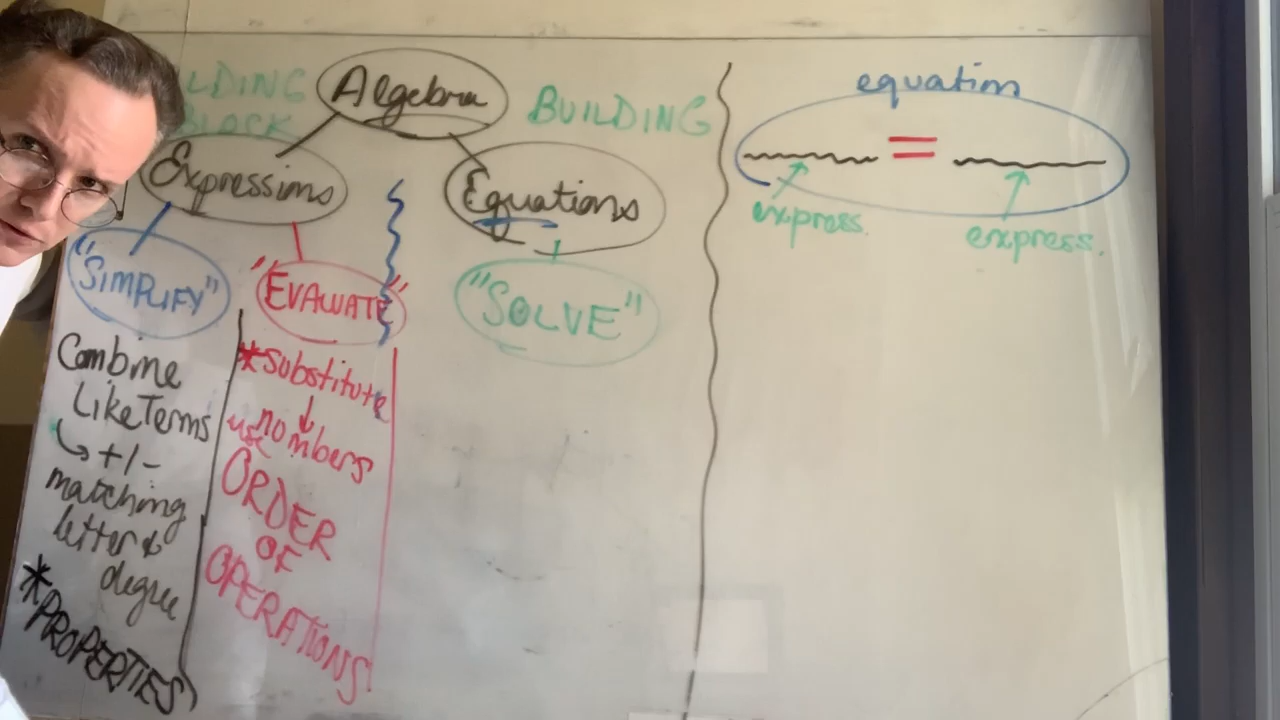 Algebra
LDING
BLOCK
BUILDING
Expressions
Equations
"SIMPLIFY"
"EVALUATE"
"SOLVE"
Combine
Like Terms
+/-
matching
letter &
degree
*PROPERTIES
*Substitute
↓
numbers
use
ORDER
OF
OPERATIONS
equation
=
express.
express.